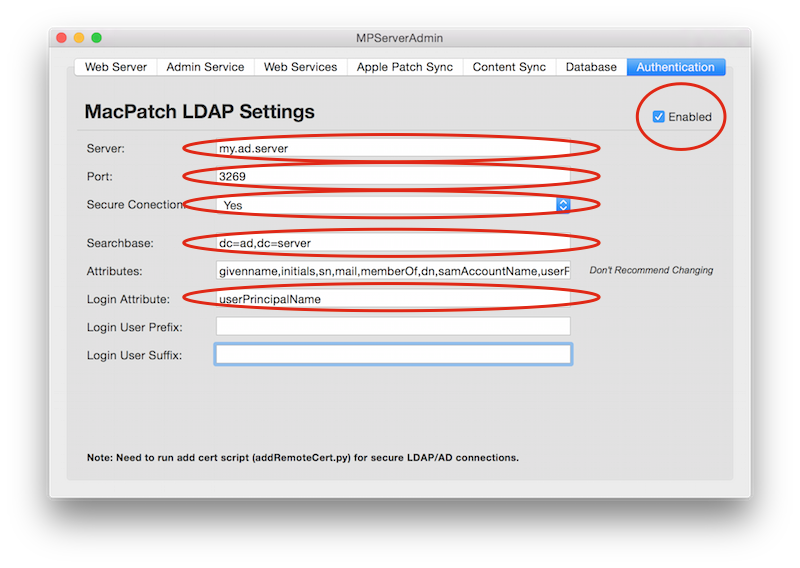 MPServerAdmin
Web Server Admin Service Web Services Apple Patch Sync Content Sync Database Authentication
MacPatch LDAP Settings
Enabled
Server: my.ad.server
Port: 3269
Secure Conection: Yes
Searchbase: dc=ad,dc=server
Attributes: givenname,initials,sn,mail,memberOf,dn,samAccountName,userP Don't Recommend Changing
Login Attribute: userPrincipalName
Login User Prefix:
Login User Suffix:
Note: Need to run add cert script (addRemoteCert.py) for secure LDAP/AD connections.